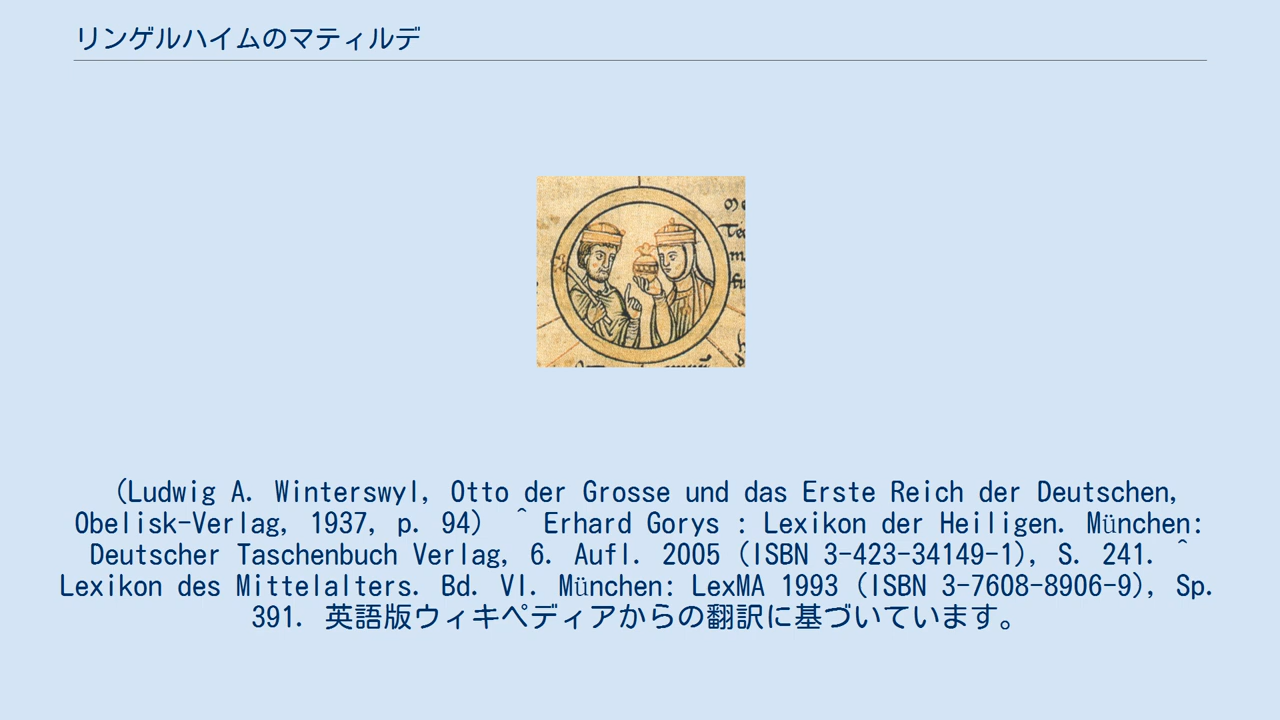 リンゲルハイムのマティルデ
(Ludwig A. Winterswyl, Otto der Grosse und das Erste Reich der Deutschen,
Obelisk-Verlag, 1937, p. 94) ^ Erhard Gorys : Lexikon der Heiligen. München:
Deutscher Taschenbuch Verlag, 6. Aufl. 2005 (ISBN 3-423-34149-1), S. 241. ^
Lexikon des Mittelalters. Bd. VI. München: LexMA 1993 (ISBN 3-7608-8906-9), Sp.
391. 英語版ウィキペディアからの翻訳に基づいています。